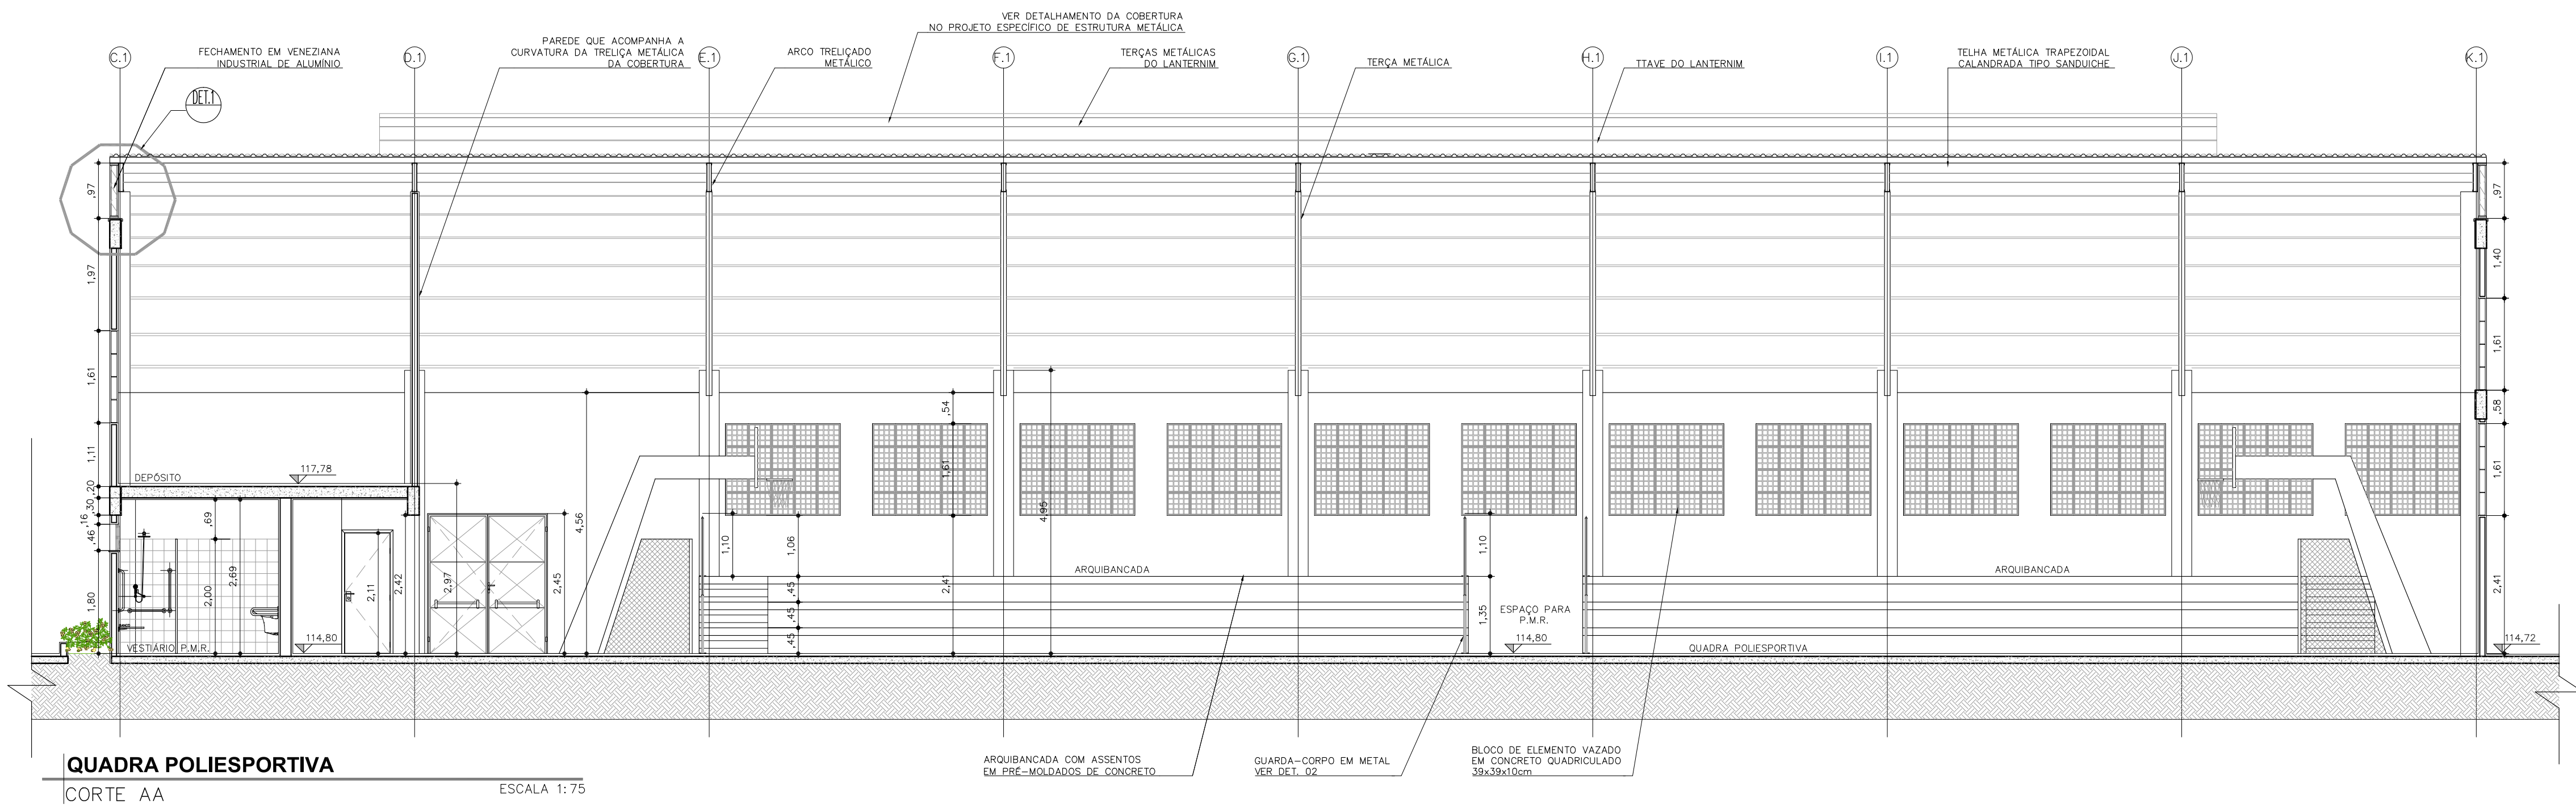 VER DETALHAMENTO DA COBERTURA
NO PROJETO ESPECÍFICO DE ESTRUTURA METÁLICA
FECHAMENTO EM VENEZIANA
INDUSTRIAL DE ALUMÍNIO
PAREDE QUE ACOMPANHA A
CURVATURA DA TRELIÇA METÁLICA
DA COBERTURA
ARCO TRELIÇADO
METÁLICO
TERÇAS METÁLICAS
DO LANTERNIM
TERÇA METÁLICA
TTAVE DO LANTERNIM
TELHA METÁLICA TRAPEZOIDAL
CALANDRADA TIPO SANDUICHE
C.1
D.1
E.1
F.1
G.1
H.1
I.1
J.1
K.1
DET.1
,97
1,97
1,61
1,11
,20
,30
,16
,46
1,80
DEPÓSITO
117,78
,69
2,00
2,69
2,11
2,42
2,97
2,45
4,56
VESTIÁRIO P.M.R.
114,80
1,10
1,06
,45
,45
,45
,54
1,61
2,41
4,95
ARQUIBANCADA
1,10
1,35
ESPAÇO PARA
P.M.R.
114,80
ARQUIBANCADA
QUADRA POLIESPORTIVA
,97
1,40
1,61
,58
1,61
2,41
114,72
ARQUIBANCADA COM ASSENTOS
EM PRÉ-MOLDADOS DE CONCRETO
GUARDA-CORPO EM METAL
VER DET. 02
BLOCO DE ELEMENTO VAZADO
EM CONCRETO QUADRICULADO
39x39x10cm
QUADRA POLIESPORTIVA
CORTE AA
ESCALA 1:75